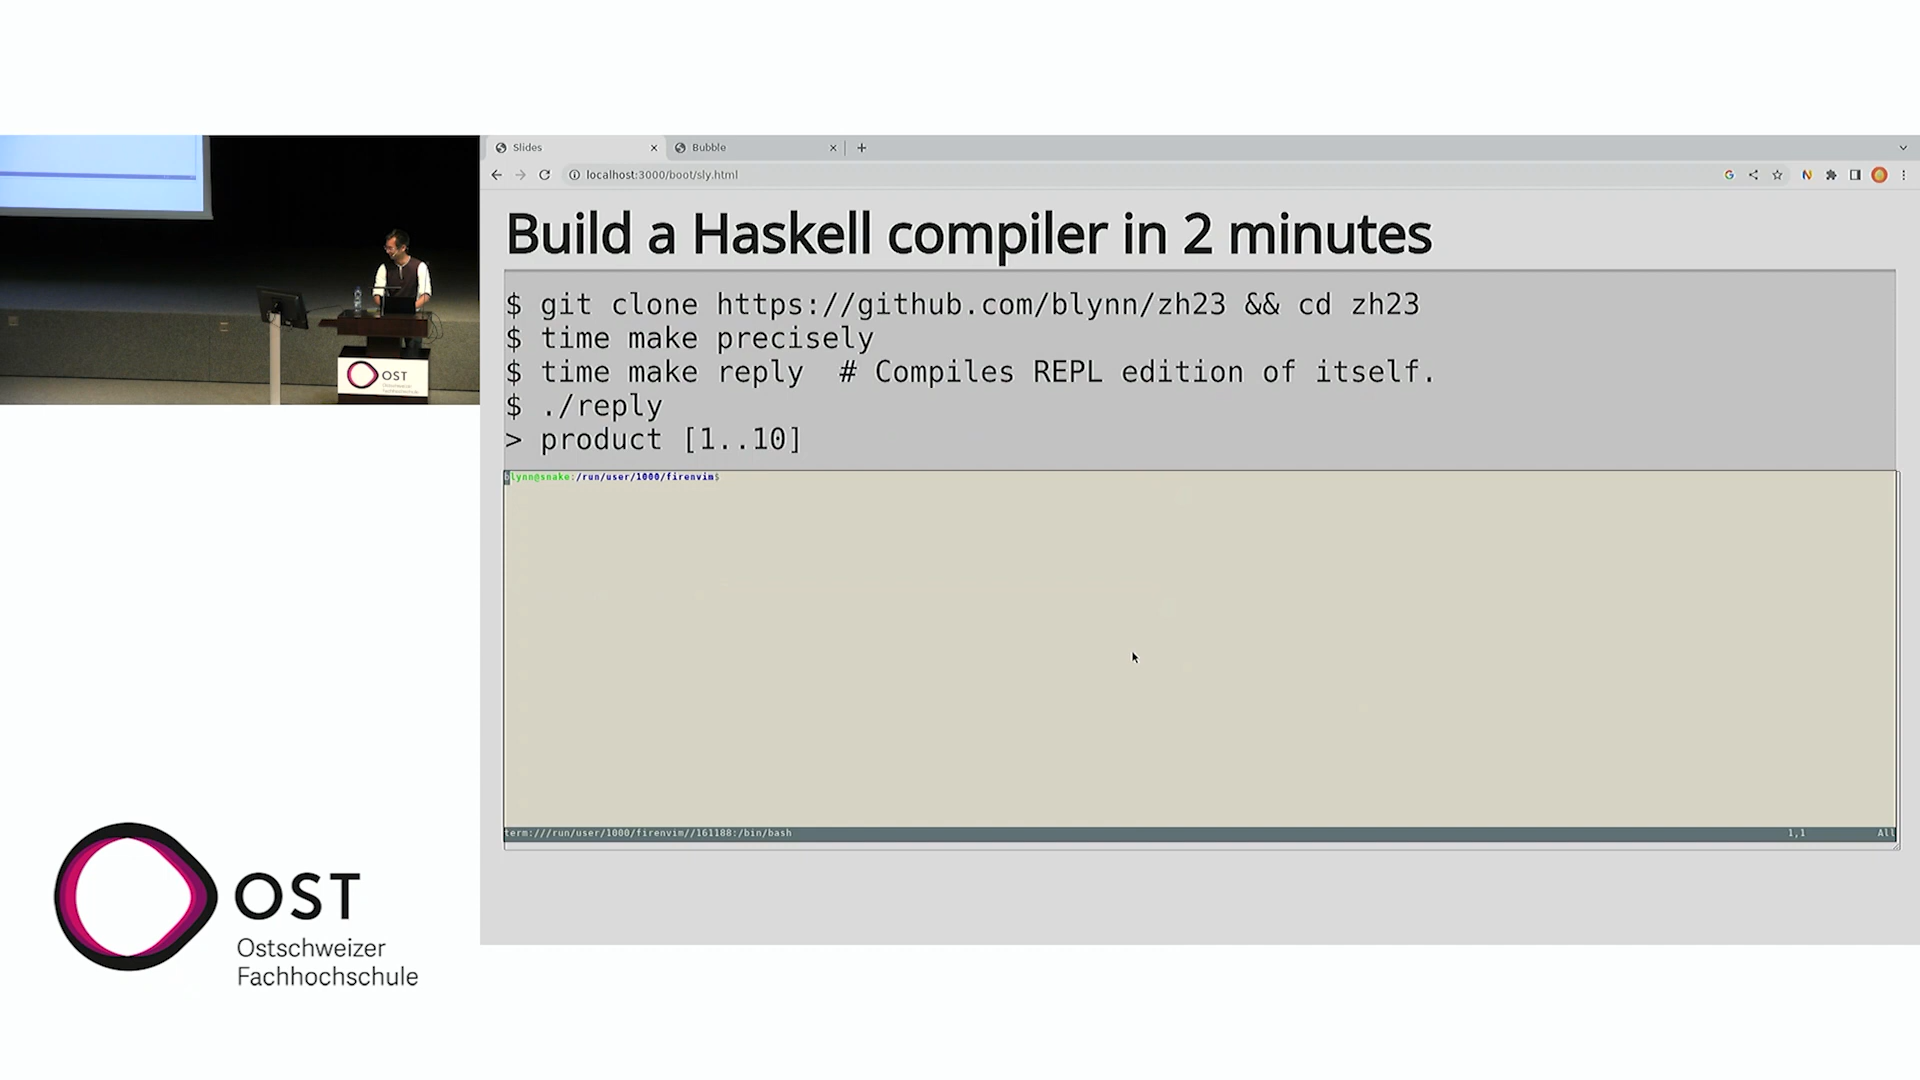 Slides
Bubble
localhost:3000/boot/sly.html
Build a Haskell compiler in 2 minutes
$ git clone https://github.com/blynn/zh23 && cd zh23
$ time make precisely
$ time make reply  # Compiles REPL edition of itself.
$ ./reply
> product [1..10]
blynn@snake:/run/user/1000/firenvim$
term:///run/user/1000/firenvim//161188:/bin/bash 1,1 All
OST
OST
Ostschweizer
Fachhochschule